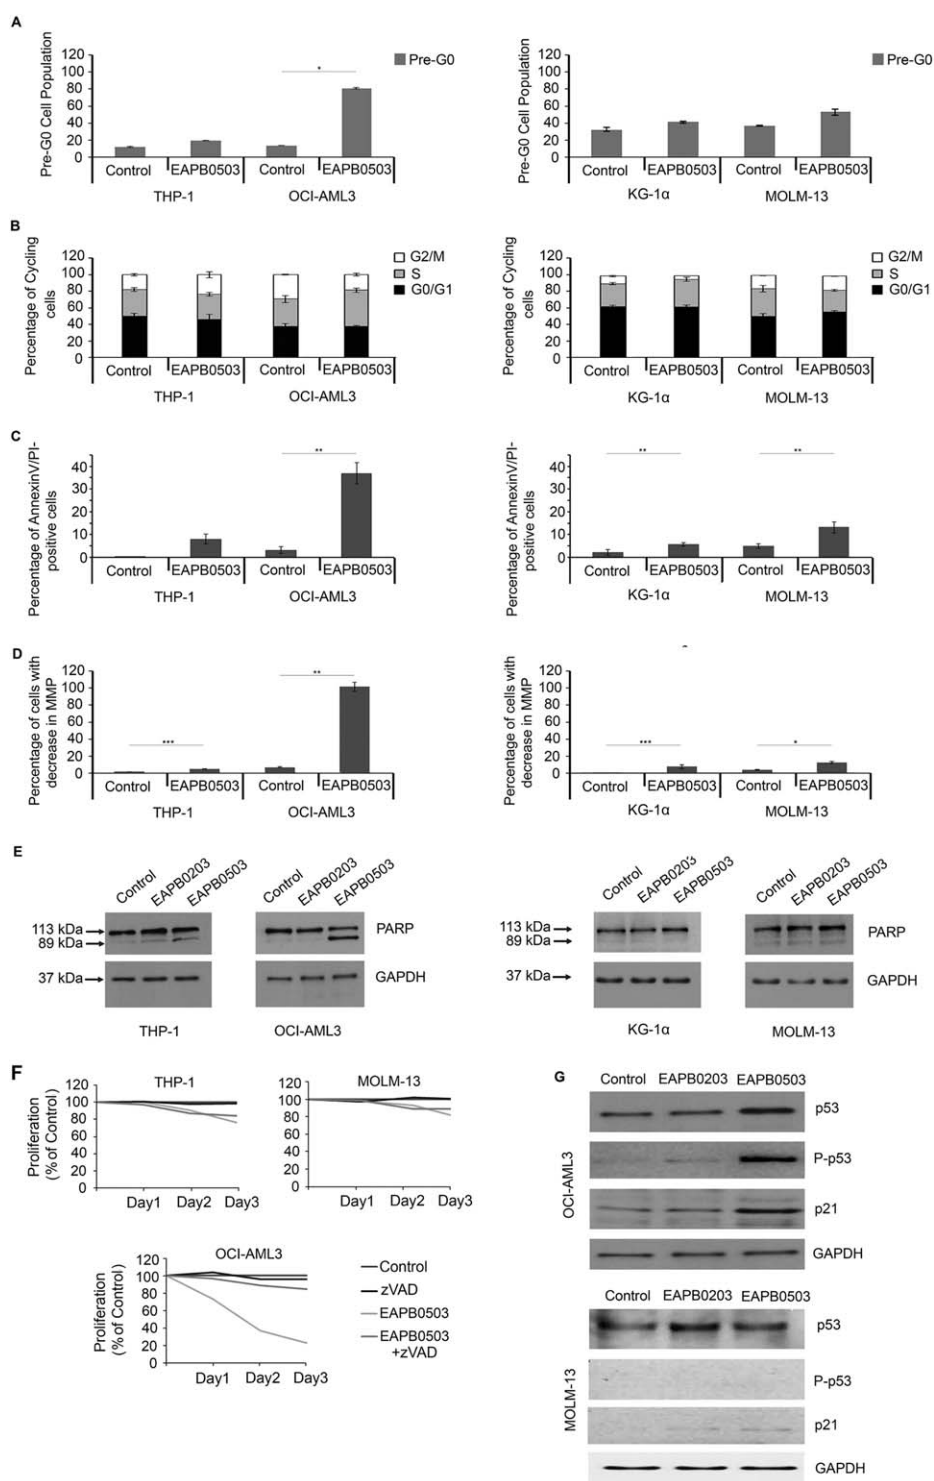 A
Pre-G0 Cell Population
120
100
80
60
40
20
0
*
Pre-G0
Control
EAPB0503
Control
EAPB0503
THP-1
OCI-AML3
Pre-G0 Cell Population
120
100
80
60
40
20
0
Pre-G0
Control
EAPB0503
Control
EAPB0503
KG-1α
MOLM-13
B
Percentage of Cycling
cells
120
100
80
60
40
20
0
G2/M
S
G0/G1
Control
EAPB0503
Control
EAPB0503
THP-1
OCI-AML3
Percentage of Cycling
cells
120
100
80
60
40
20
0
G2/M
S
G0/G1
Control
EAPB0503
Control
EAPB0503
KG-1α
MOLM-13
C
Percentage of AnnexinV/PI-
positive cells
40
30
20
10
0
**
Control
EAPB0503
Control
EAPB0503
THP-1
OCI-AML3
Percentage of AnnexinV/PI-
positive cells
40
30
20
10
0
**
**
Control
EAPB0503
Control
EAPB0503
KG-1α
MOLM-13
D
Percentage of cells with
decrease in MMP
120
100
80
60
40
20
0
***
**
Control
EAPB0503
Control
EAPB0503
THP-1
OCI-AML3
Percentage of cells with
decrease in MMP
120
100
80
60
40
20
0
***
*
Control
EAPB0503
Control
EAPB0503
KG-1α
MOLM-13
E
Control
EAPB0203
EAPB0503
Control
EAPB0203
EAPB0503
113 kDa
89 kDa
37 kDa
PARP
GAPDH
THP-1
OCI-AML3
Control
EAPB0203
EAPB0503
Control
EAPB0203
EAPB0503
113 kDa
89 kDa
37 kDa
PARP
GAPDH
KG-1α
MOLM-13
F
THP-1
Proliferation
(% of Control)
120
100
80
60
40
20
0
Day1
Day2
Day3
MOLM-13
120
100
80
60
40
20
0
Day1
Day2
Day3
OCI-AML3
Proliferation
(% of Control)
120
100
80
60
40
20
0
Day1
Day2
Day3
Control
zVAD
EAPB0503
EAPB0503
+zVAD
G
Control
EAPB0203
EAPB0503
OCI-AML3
p53
P-p53
p21
GAPDH
Control
EAPB0203
EAPB0503
MOLM-13
p53
P-p53
p21
GAPDH